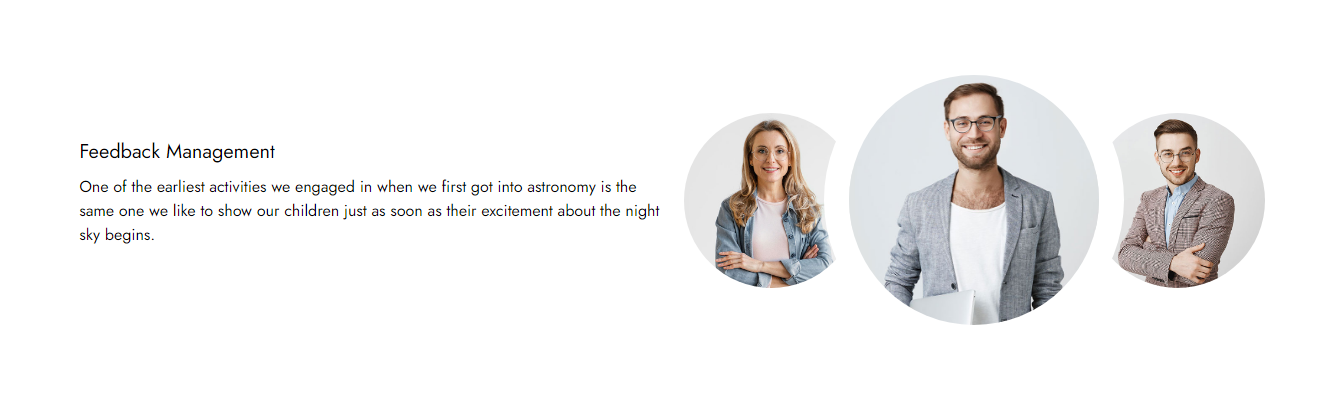 Feedback Management
One of the earliest activities we engaged in when we first got into astronomy is the
same one we like to show our children just as soon as their excitement about the night
sky begins.